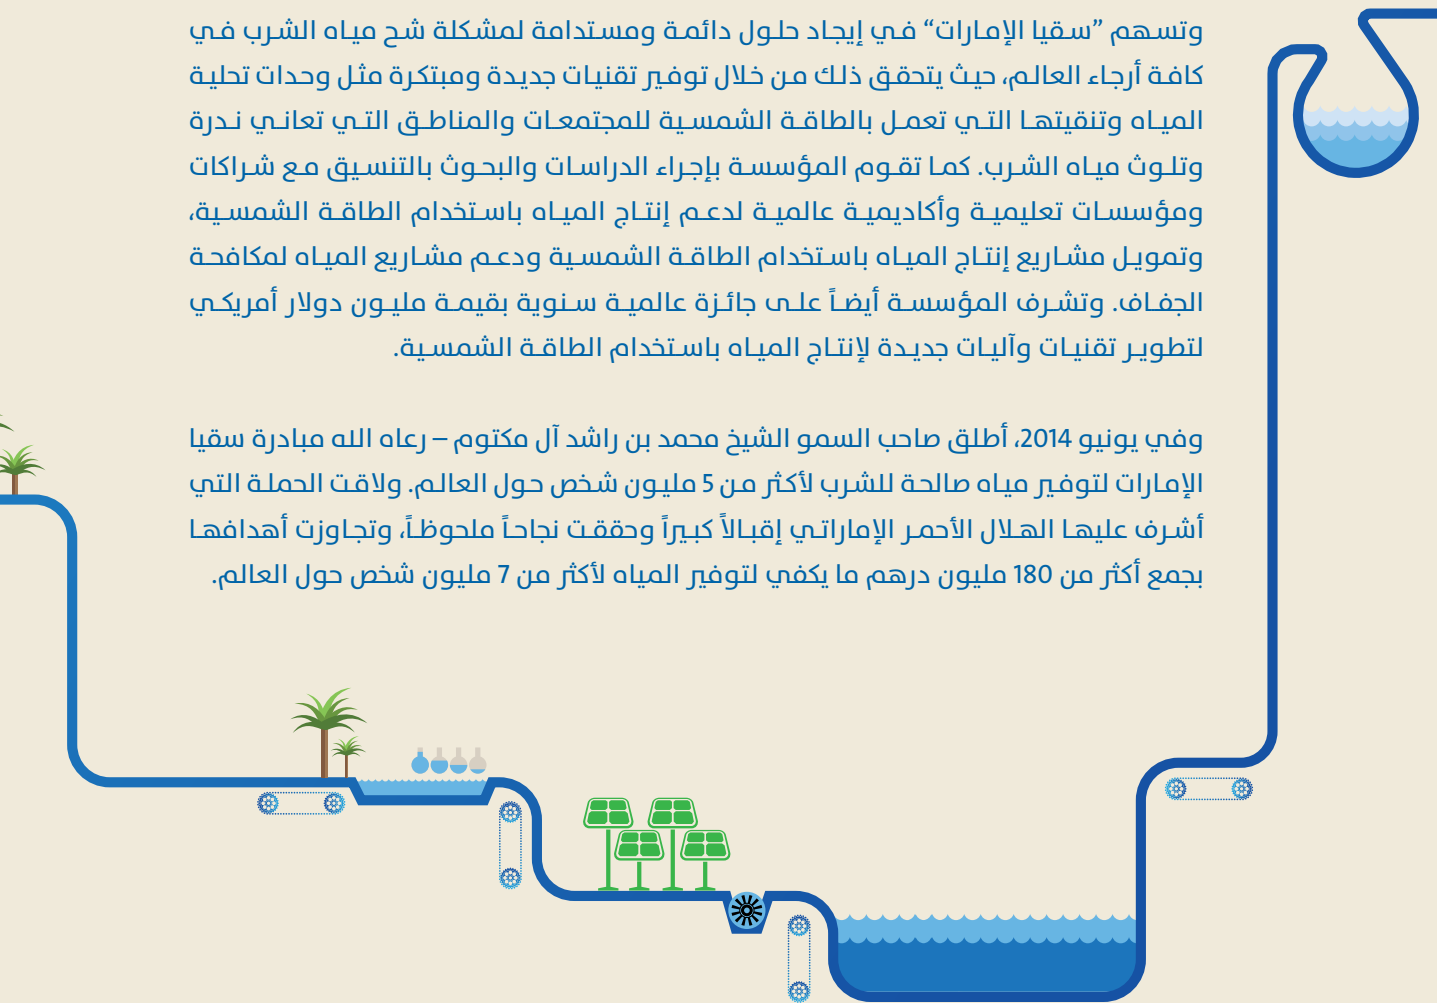 وتسهم ”سقيا الإمارات“ في إيجاد حلول دائمة ومستدامة لمشكلة شح مياه الشرب في
كافة أرجاء العالم، حيث يتحقق ذلك من خلال توفير تقنيات جديدة ومبتكرة مثل وحدات تحلية
المياه وتنقيتها التي تعمل بالطاقة الشمسية للمجتمعات والمناطق التي تعاني ندرة
وتلوث مياه الشرب. كما تقوم المؤسسة بإجراء الدراسات والبحوث بالتنسيق مع شراكات
ومؤسسات تعليمية وأكاديمية عالمية لدعم إنتاج المياه باستخدام الطاقة الشمسية،
وتمويل مشاريع إنتاج المياه باستخدام الطاقة الشمسية ودعم مشاريع المياه لمكافحة
الجفاف. وتشرف المؤسسة أيضاً على جائزة عالمية سنوية بقيمة مليون دولار أمريكي
لتطوير تقنيات وآليات جديدة لإنتاج المياه باستخدام الطاقة الشمسية.
وفي يونيو 2014، أطلق صاحب السمو الشيخ محمد بن راشد آل مكتوم – رعاه الله مبادرة سقيا
الإمارات لتوفير مياه صالحة للشرب لأكثر من 5 مليون شخص حول العالم. ولاقت الحملة التي
أشرف عليها الهلال الأحمر الإماراتي إقبالاً كبيراً وحققت نجاحاً ملحوظاً، وتجاوزت أهدافها
بجمع أكثر من 180 مليون درهم ما يكفي لتوفير المياه لأكثر من 7 مليون شخص حول العالم.